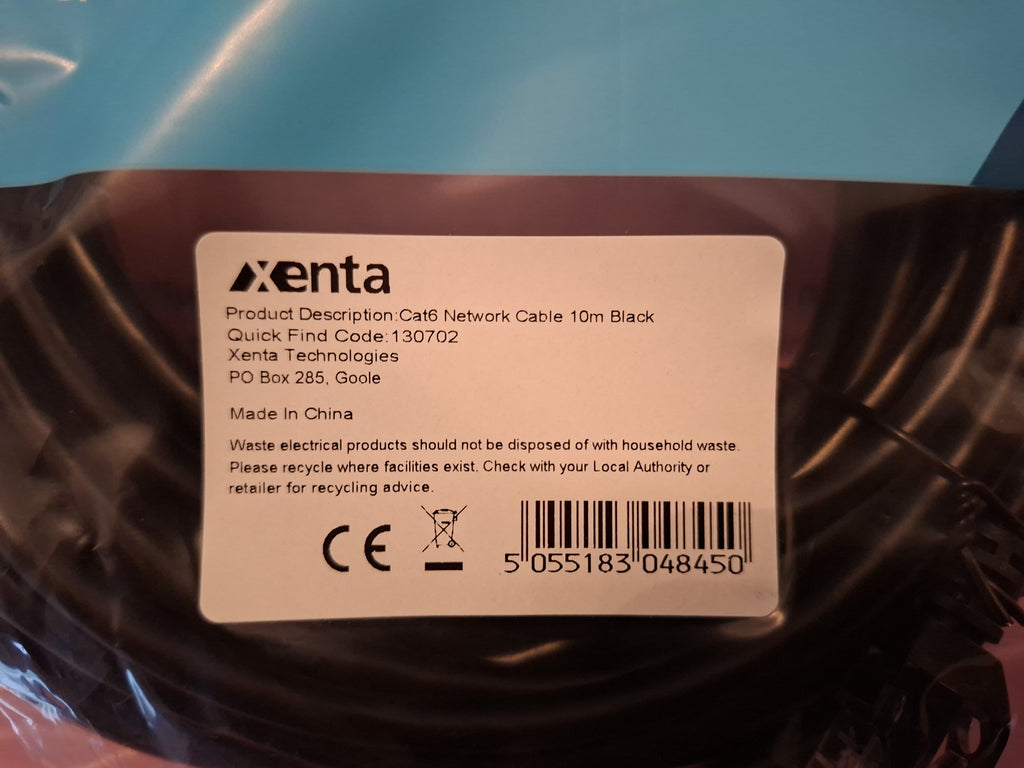 xenta
Product Description:Cat6 Network Cable 10m Black
Quick Find Code:130702
Xenta Technologies
PO Box 285, Goole
Made In China
Waste electrical products should not be disposed of with household waste.
Please recycle where facilities exist. Check with your Local Authority or
retailer for recycling advice.
CE
5 055183 048450